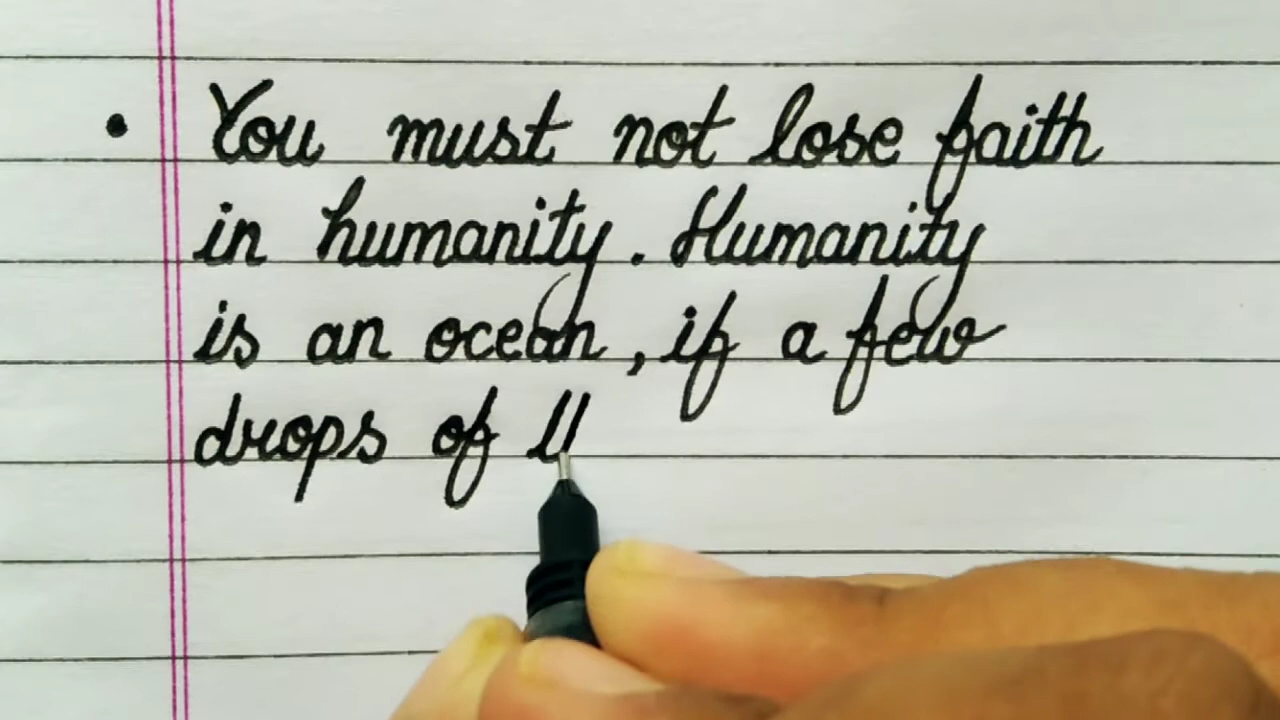 • You must not lose faith
in humanity. Humanity
is an ocean, if a few
drops of